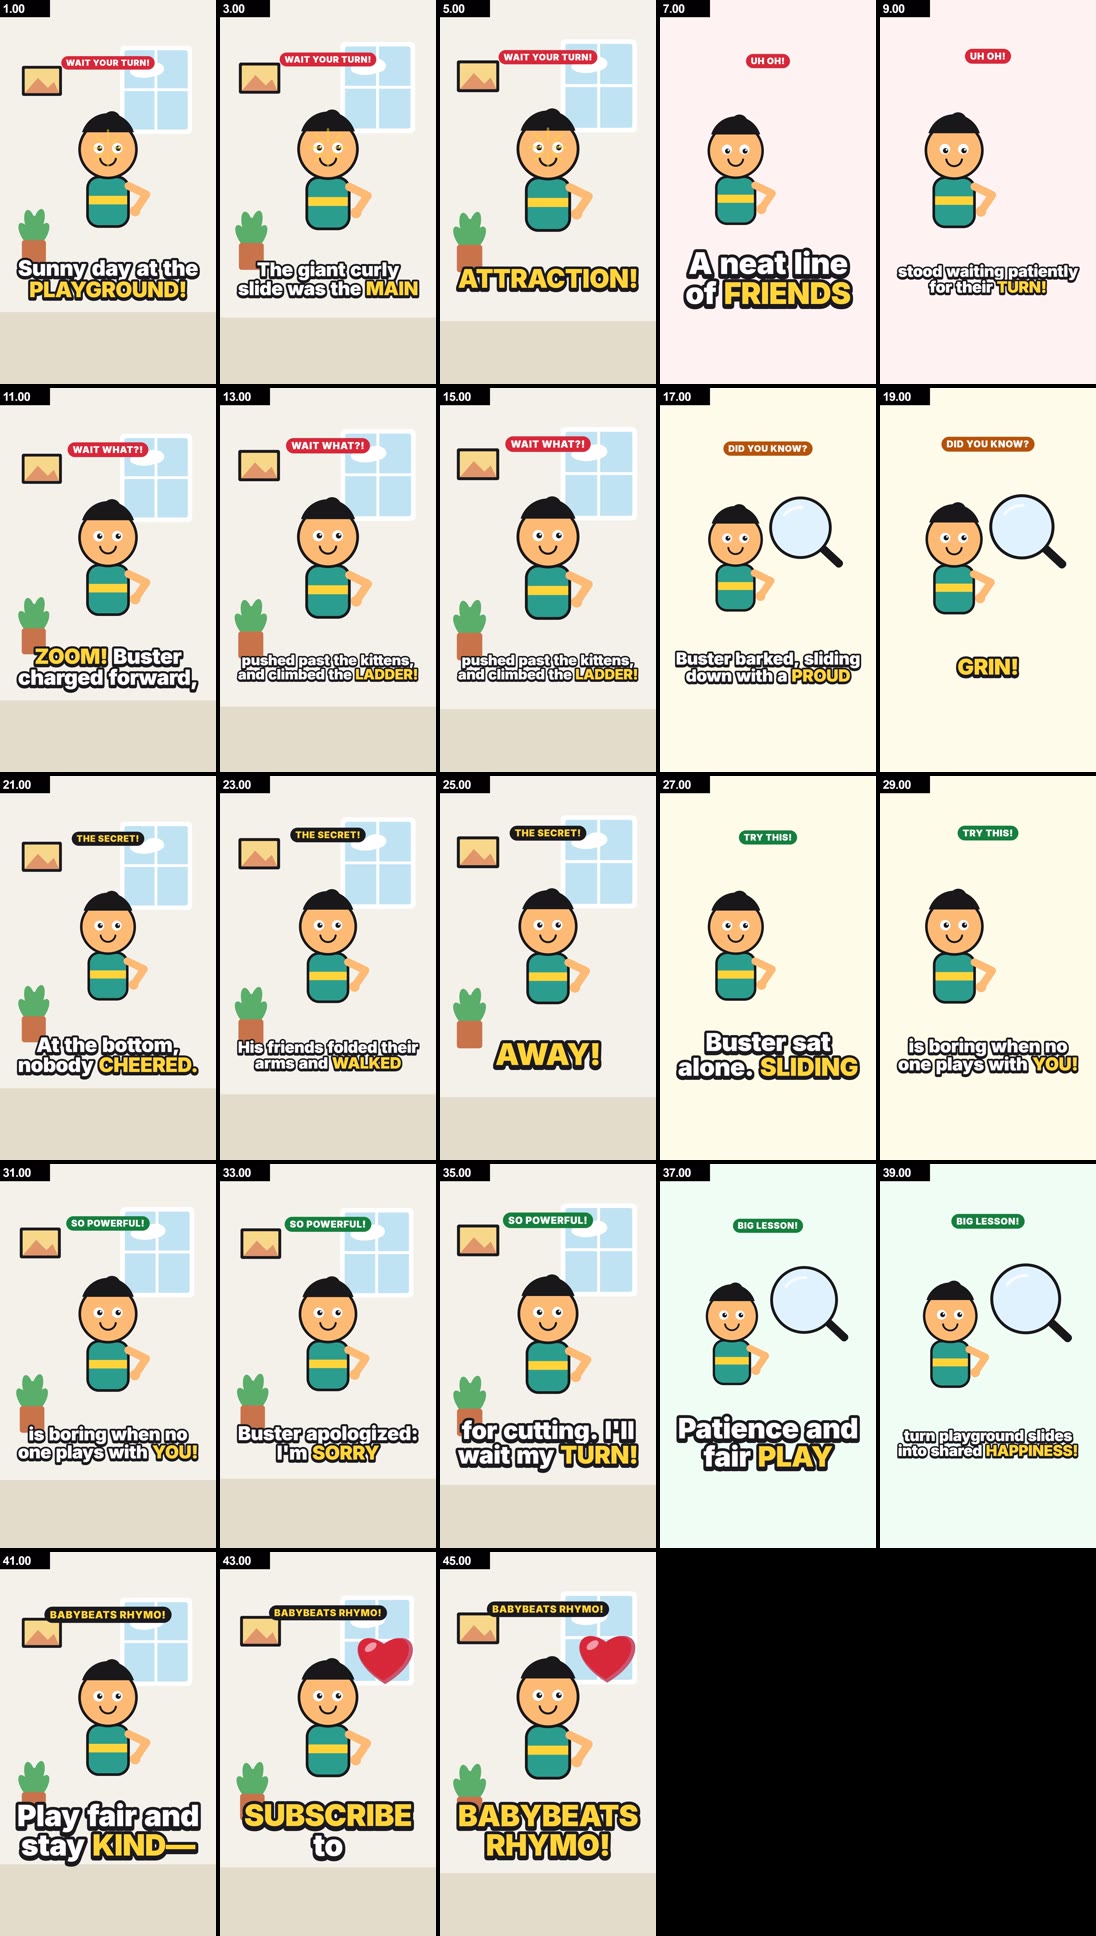 1.00
WAIT YOUR TURN!
Sunny day at the
PLAYGROUND!
3.00
WAIT YOUR TURN!
The giant curly
slide was the MAIN
5.00
WAIT YOUR TURN!
ATTRACTION!
7.00
UH OH!
A neat line
of FRIENDS
9.00
UH OH!
stood waiting patiently
for their TURN!
11.00
WAIT WHAT?!
ZOOM! Buster
charged forward,
13.00
WAIT WHAT?!
pushed past the kittens,
and climbed the LADDER!
15.00
WAIT WHAT?!
pushed past the kittens,
and climbed the LADDER!
17.00
DID YOU KNOW?
Buster barked, sliding
down with a PROUD
19.00
DID YOU KNOW?
GRIN!
21.00
THE SECRET!
At the bottom,
nobody CHEERED.
23.00
THE SECRET!
His friends folded their
arms and WALKED
25.00
THE SECRET!
AWAY!
27.00
TRY THIS!
Buster sat
alone. SLIDING
29.00
TRY THIS!
is boring when no
one plays with YOU!
31.00
SO POWERFUL!
is boring when no
one plays with YOU!
33.00
SO POWERFUL!
Buster apologized:
I'm SORRY
35.00
SO POWERFUL!
for cutting. I'll
wait my TURN!
37.00
BIG LESSON!
Patience and
fair PLAY
39.00
BIG LESSON!
turn playground slides
into shared HAPPINESS!
41.00
BABYBEATS RHYMO!
Play fair and
stay KIND—
43.00
BABYBEATS RHYMO!
SUBSCRIBE
to
45.00
BABYBEATS RHYMO!
BABYBEATS
RHYMO!